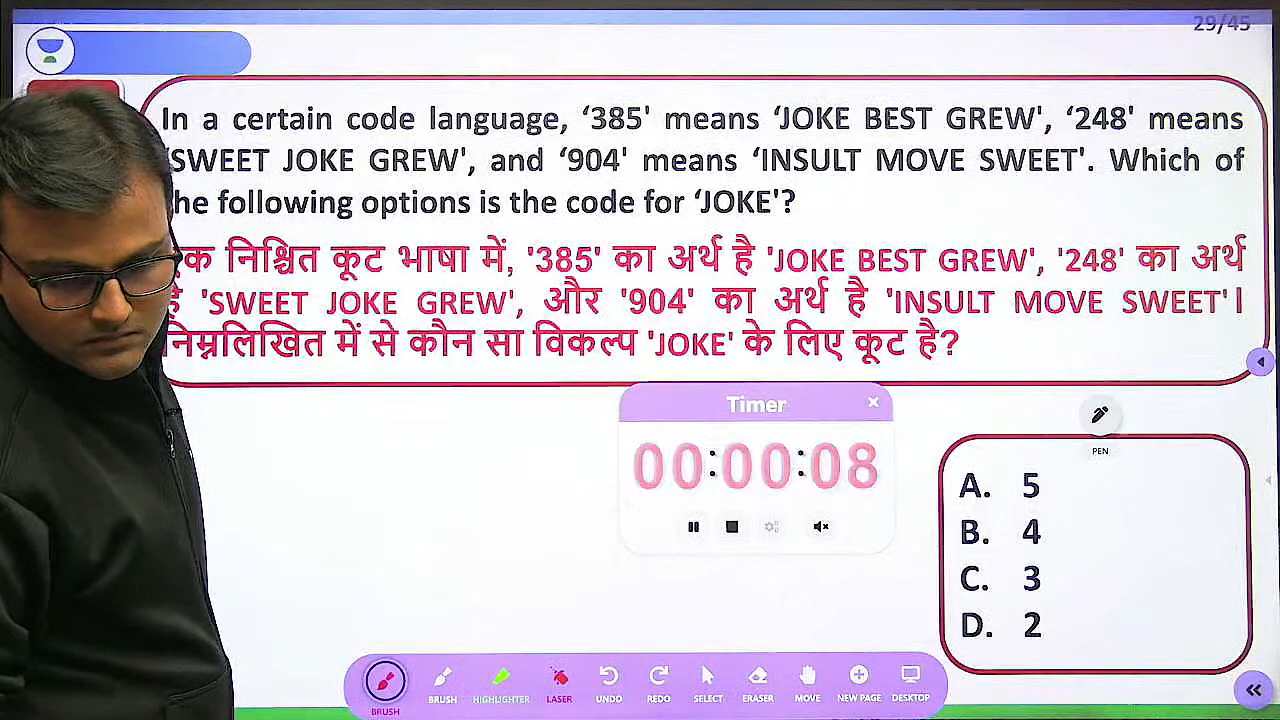 29/45
In a certain code language, ‘385' means ‘JOKE BEST GREW', ‘248' means
‘SWEET JOKE GREW', and ‘904' means ‘INSULT MOVE SWEET'. Which of
the following options is the code for ‘JOKE'?
एक निश्चित कूट भाषा में, '385' का अर्थ है 'JOKE BEST GREW', '248' का अर्थ
है 'SWEET JOKE GREW', और '904' का अर्थ है 'INSULT MOVE SWEET'।
निम्नलिखित में से कौन सा विकल्प 'JOKE' के लिए कूट है?
Timer ×
00:00:08
PEN
A. 5
B. 4
C. 3
D. 2
BRUSH BRUSH HIGHLIGHTER LASER UNDO REDO SELECT ERASER MOVE NEW PAGE DESKTOP